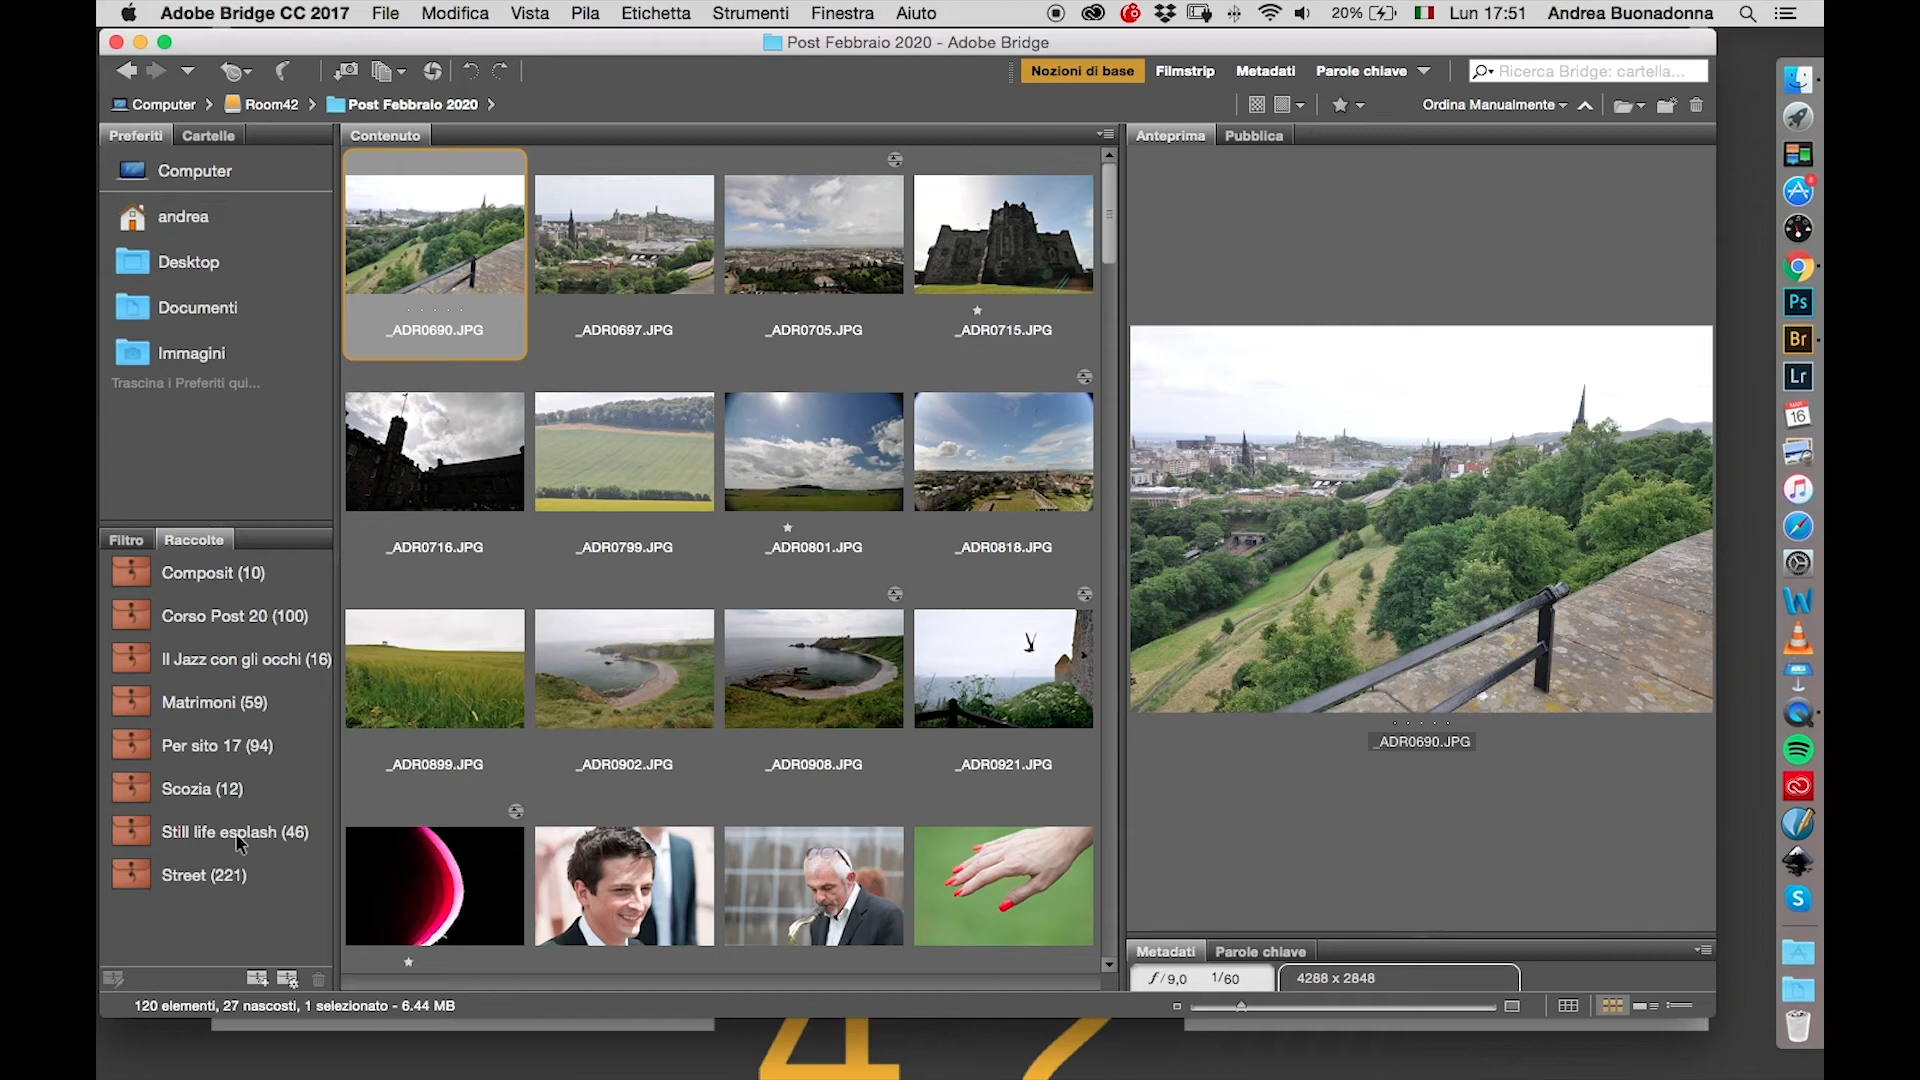 Adobe Bridge CC 2017 File Modifica Vista Pila Etichetta Strumenti Finestra Aiuto 20% Lun 17:51 Andrea Buonadonna
Post Febbraio 2020 - Adobe Bridge
Nozioni di base Filmstrip Metadati Parole chiave Ricerca Bridge: cartella...
Computer Room42 Post Febbraio 2020 Ordina Manualmente
Preferiti Cartelle Contenuto Anteprima Pubblica
Computer
andrea
Desktop
Documenti
Immagini
Trascina i Preferiti qui...
_ADR0690.JPG _ADR0697.JPG _ADR0705.JPG _ADR0715.JPG
_ADR0716.JPG _ADR0799.JPG _ADR0801.JPG _ADR0818.JPG
_ADR0899.JPG _ADR0902.JPG _ADR0908.JPG _ADR0921.JPG
Filtro Raccolte
Composit (10)
Corso Post 20 (100)
Il Jazz con gli occhi (16)
Matrimoni (59)
Per sito 17 (94)
Scozia (12)
Still life esplash (46)
Street (221)
_ADR0690.JPG
Metadati Parole chiave
f/9,0 1/60 4288 x 2848
120 elementi, 27 nascosti, 1 selezionato - 6.44 MB
Ps
Br
Lr
16